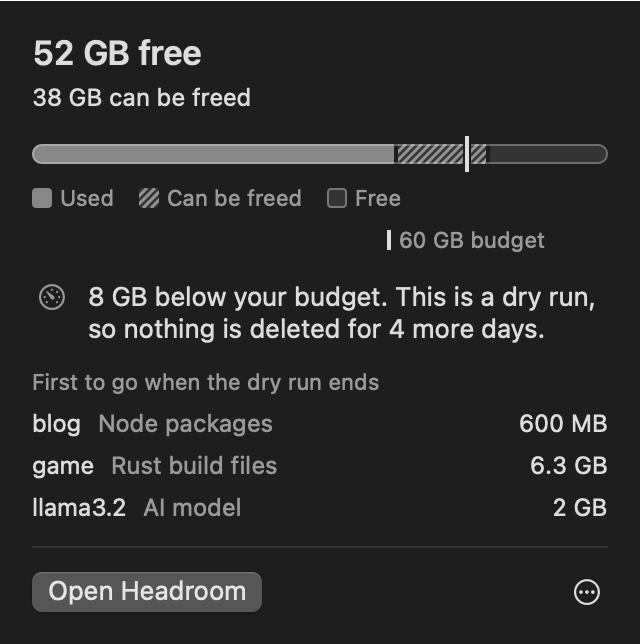 52 GB free
38 GB can be freed
Used Can be freed Free
60 GB budget
8 GB below your budget. This is a dry run,
so nothing is deleted for 4 more days.
First to go when the dry run ends
blog Node packages 600 MB
game Rust build files 6.3 GB
llama3.2 AI model 2 GB
Open Headroom